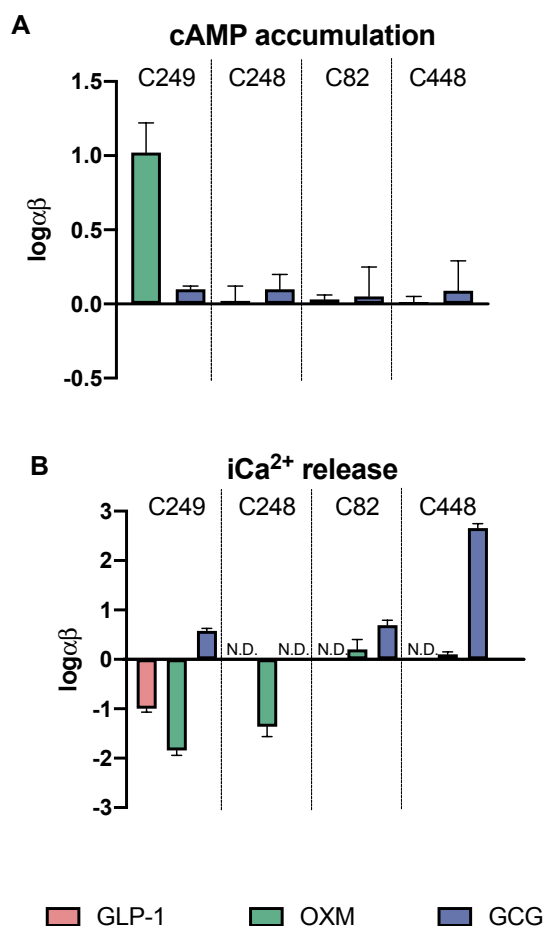 A
cAMP accumulation
C249 C248 C82 C448
1.5
1.0
0.5
0.0
-0.5
logαβ
B
iCa2+ release
C249 C248 C82 C448
3
2
1
0
-1
-2
-3
logαβ
N.D. N.D. N.D. N.D.
GLP-1 OXM GCG